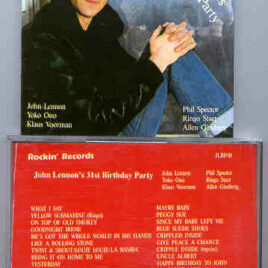 Party
John Lennon
Yoko Ono
Klaus Voorman
Phil Spector
Ringo Starr
Allen Ginsberg
Rockin' Records
John Lennon's 31st Birthday Party
John Lennon
Yoko Ono
Klaus Voorman
Phil Spector
Ringo Starr
Allen Ginsberg
WHAT I SAY
YELLOW SUBMARINE (Ringo)
ON TOP OF OLD SMOKEY
GOODNIGHT IRENE
HE'S GOT THE WHOLE WORLD IN HIS HANDS
LIKE A ROLLING STONE
TWIST & SHOUT/LOUIE/LA BAMBA
BRING IT ON HOME TO ME
YESTERDAY
MAYBE BABY
PEGGY SUE
SINCE MY BABY LEFT ME
BLUE SUEDE SHOES
CRIPPLED INSIDE
GIVE PEACE A CHANCE
CRIPPLE INSIDE (reprise)
UNCLE ALBERT
HAPPY BIRTHDAY TO JOHN